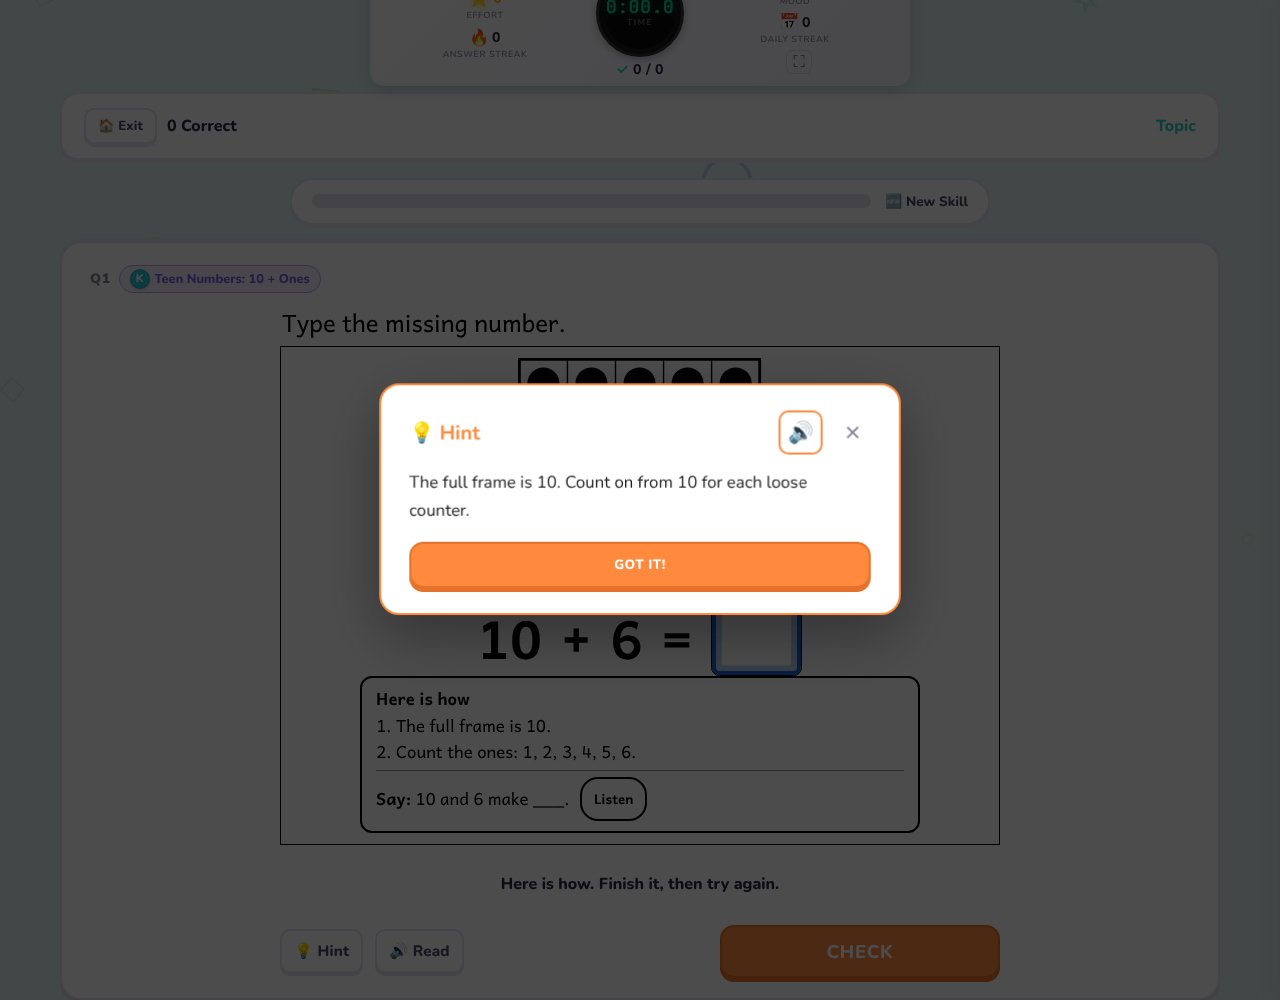 0
EFFORT
🔥 0
ANSWER STREAK
0:00.0
TIME
✓ 0 / 0
MOOD
📅 0
DAILY STREAK
🏠 Exit
0 Correct
Topic
🆕 New Skill
Q1
K
Teen Numbers: 10 + Ones
Type the missing number.
💡 Hint
The full frame is 10. Count on from 10 for each loose
counter.
GOT IT!
10 + 6 =
Here is how
1. The full frame is 10.
2. Count the ones: 1, 2, 3, 4, 5, 6.
Say: 10 and 6 make ___.
Listen
Here is how. Finish it, then try again.
💡 Hint
🔊 Read
CHECK